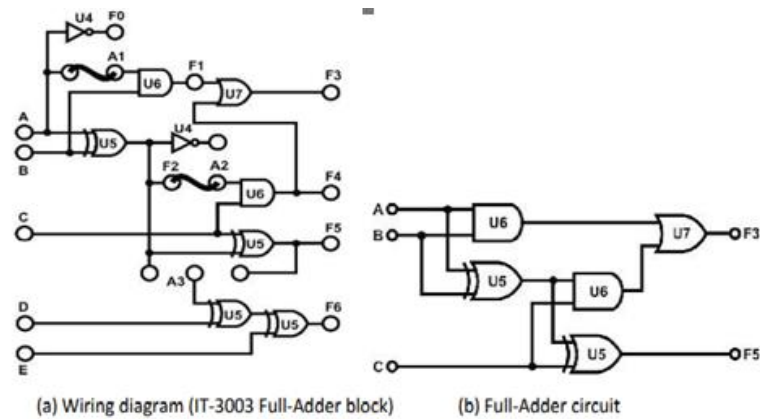 U4 F0
A1 F1 F3
U6 U7
A
U5 U4
B
F2 A2 F4
U6
C F5
U5
A3
D F6
U5 U5
E
(a) Wiring diagram (IT-3003 Full-Adder block)
A
U6
B U7 F3
U5 U6
C U5 F5
(b) Full-Adder circuit